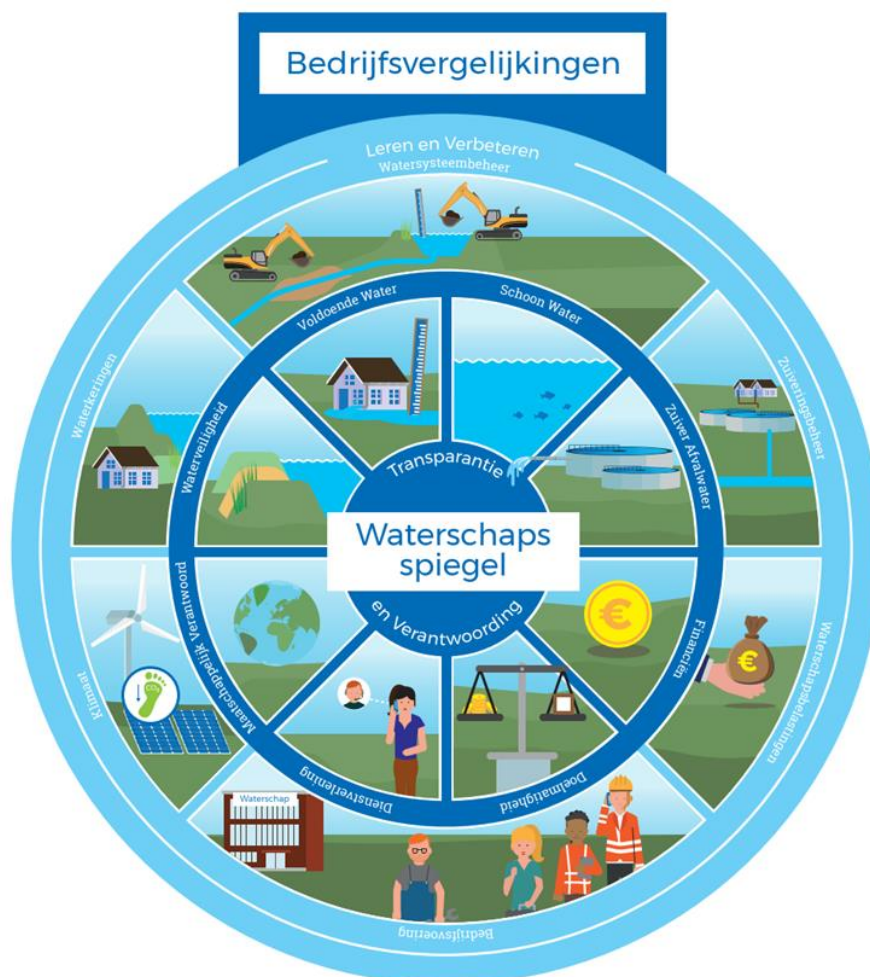 Bedrijfsvergelijkingen
Leren en Verbeteren
Watersysteembeheer
Voldoende Water
Schoon Water
Waterkeringen
Waterveiligheid
Zuiver Afvalwater
Zuiveringsbeheer
Transparantie
Waterschaps
spiegel
en Verantwoording
Klimaat
Maatschappelijk Verantwoord
Financiën
Waterschapsbelastingen
CO₂
€
€
Dienstverlening
Doelmatigheid
Waterschap
Bedrijfsvoering